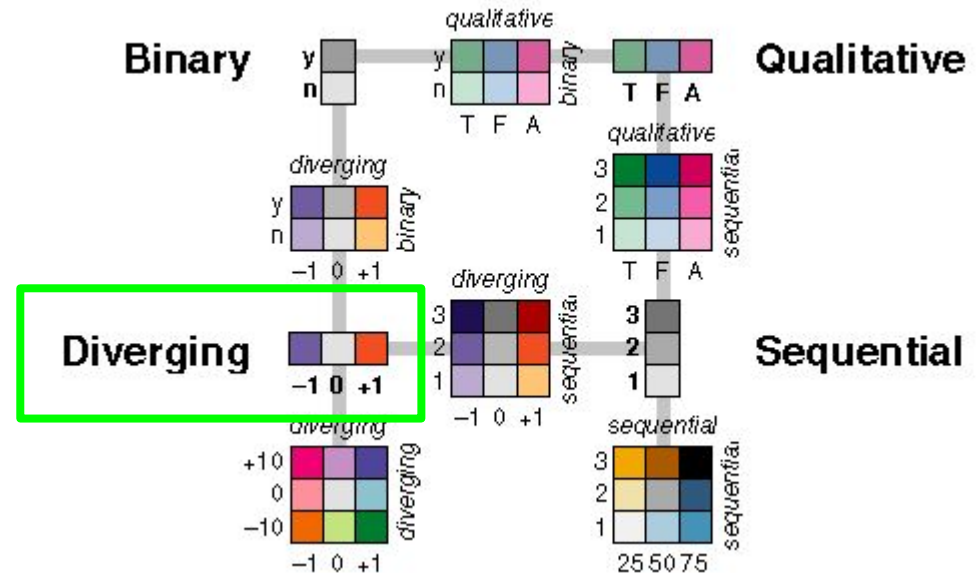 qualitative
Binary y y binary Qualitative
n n T F A
T F A qualitative
diverging 3 sequential
y binary 2
n 1
−1 0 +1 T F A
diverging
3 sequential 3
Diverging 2 2 Sequential
−1 0 +1 1 1
−1 0 +1
diverging sequential
+10 diverging 3 sequential
0 2
−10 1
−1 0 +1 25 50 75